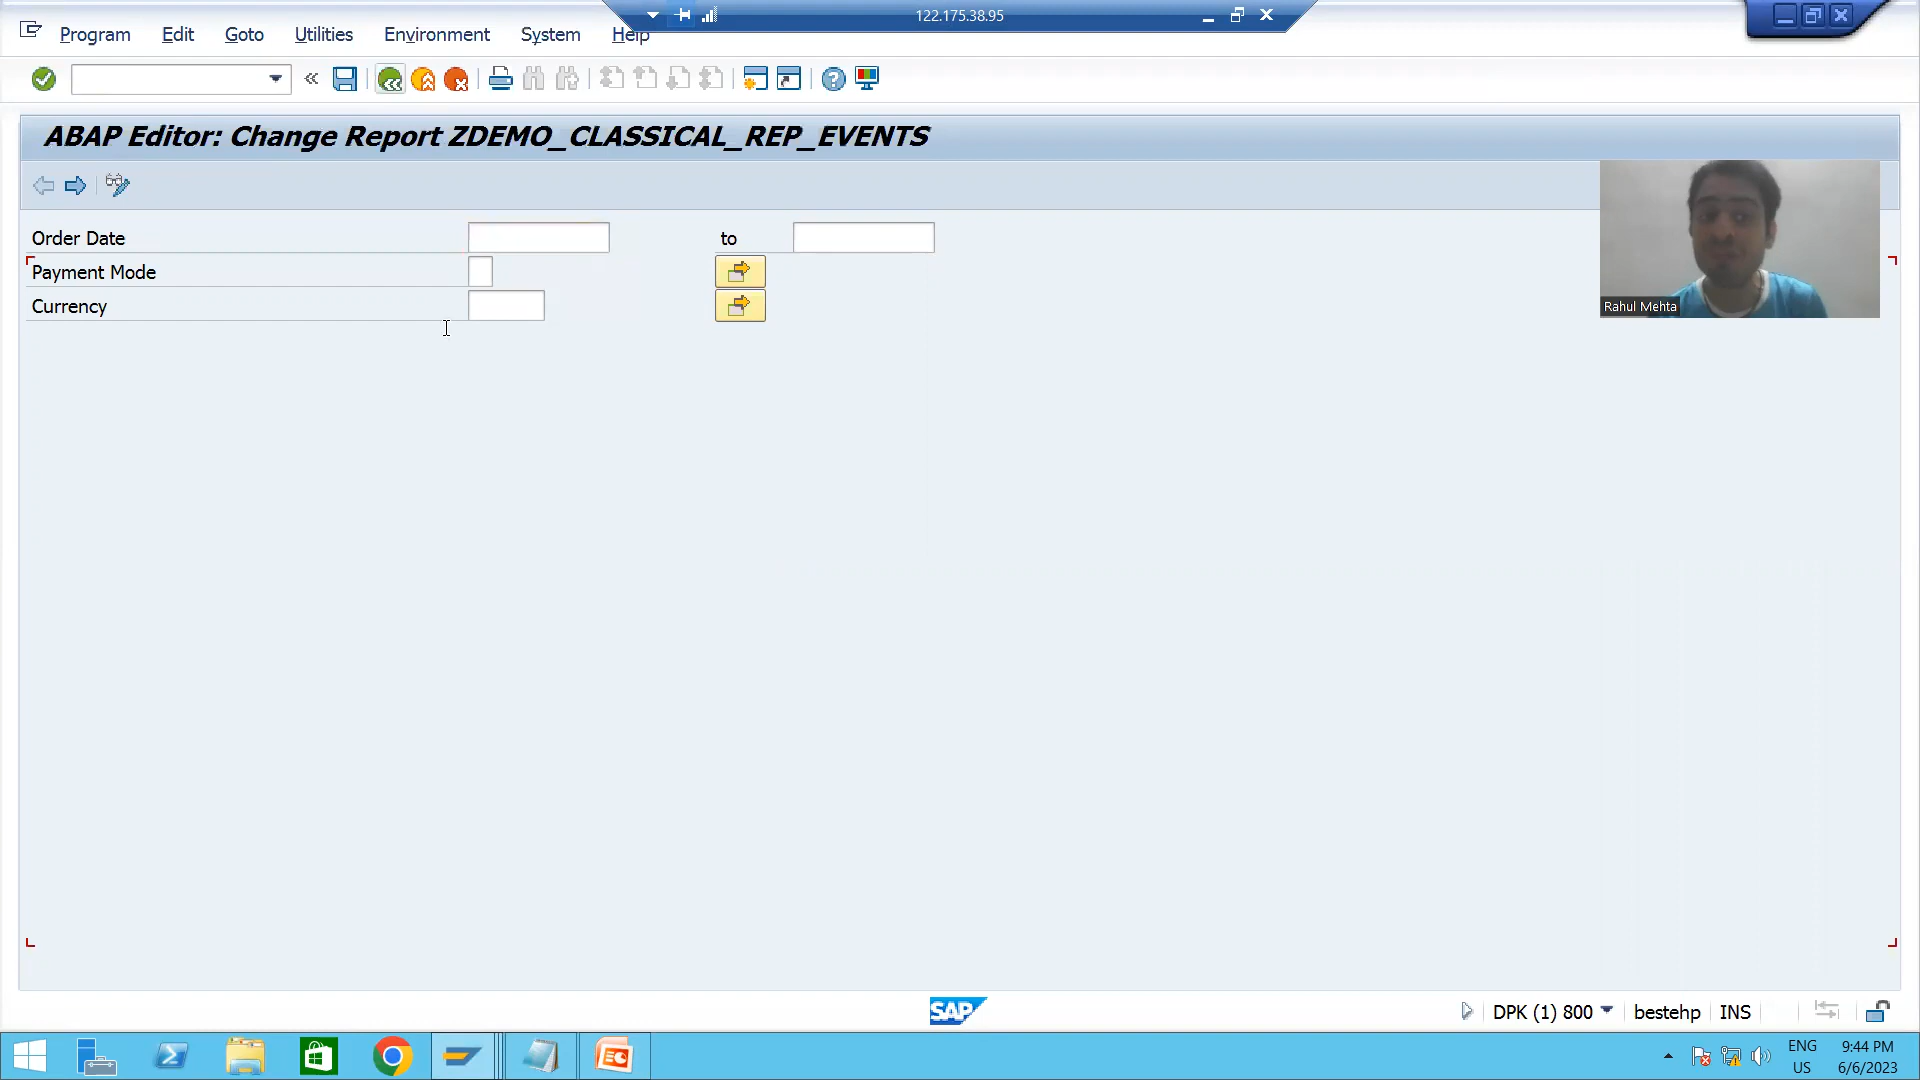 122.175.38.95
Program Edit Goto Utilities Environment System Help
ABAP Editor: Change Report ZDEMO_CLASSICAL_REP_EVENTS
Order Date to
Payment Mode
Currency
Rahul Mehta
SAP
DPK (1) 800 bestehp INS
ENG 9:44 PM
US 6/6/2023